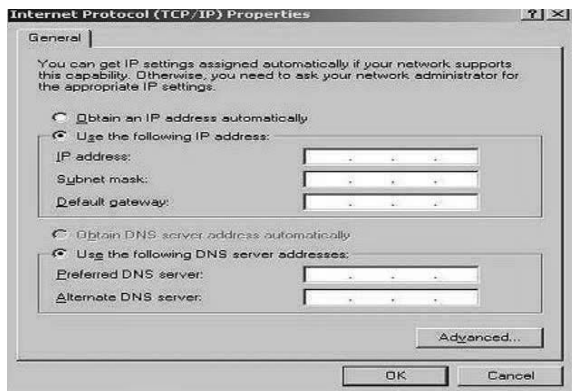 Internet Protocol (TCP/IP) Properties
General
You can get IP settings assigned automatically if your network supports
this capability. Otherwise, you need to ask your network administrator for
the appropriate IP settings.
Obtain an IP address automatically
Use the following IP address:
IP address:
Subnet mask:
Default gateway:
Obtain DNS server address automatically
Use the following DNS server addresses:
Preferred DNS server:
Alternate DNS server:
Advanced...
OK Cancel